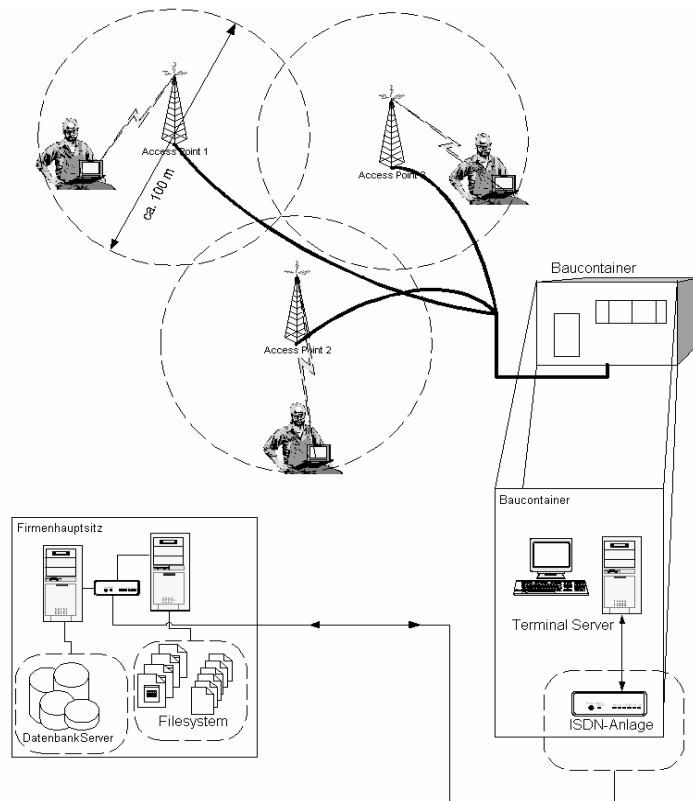 Access Point 1
Access Point 3
ca. 100 m
Access Point 2
Baucontainer
Baucontainer
Terminal Server
ISDN-Anlage
Firmenhauptsitz
DatenbankServer
Filesystem